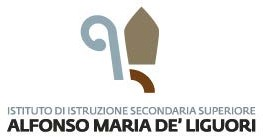 ISTITUTO DI ISTRUZIONE SECONDARIA SUPERIORE
ALFONSO MARIA DE' LIGUORI